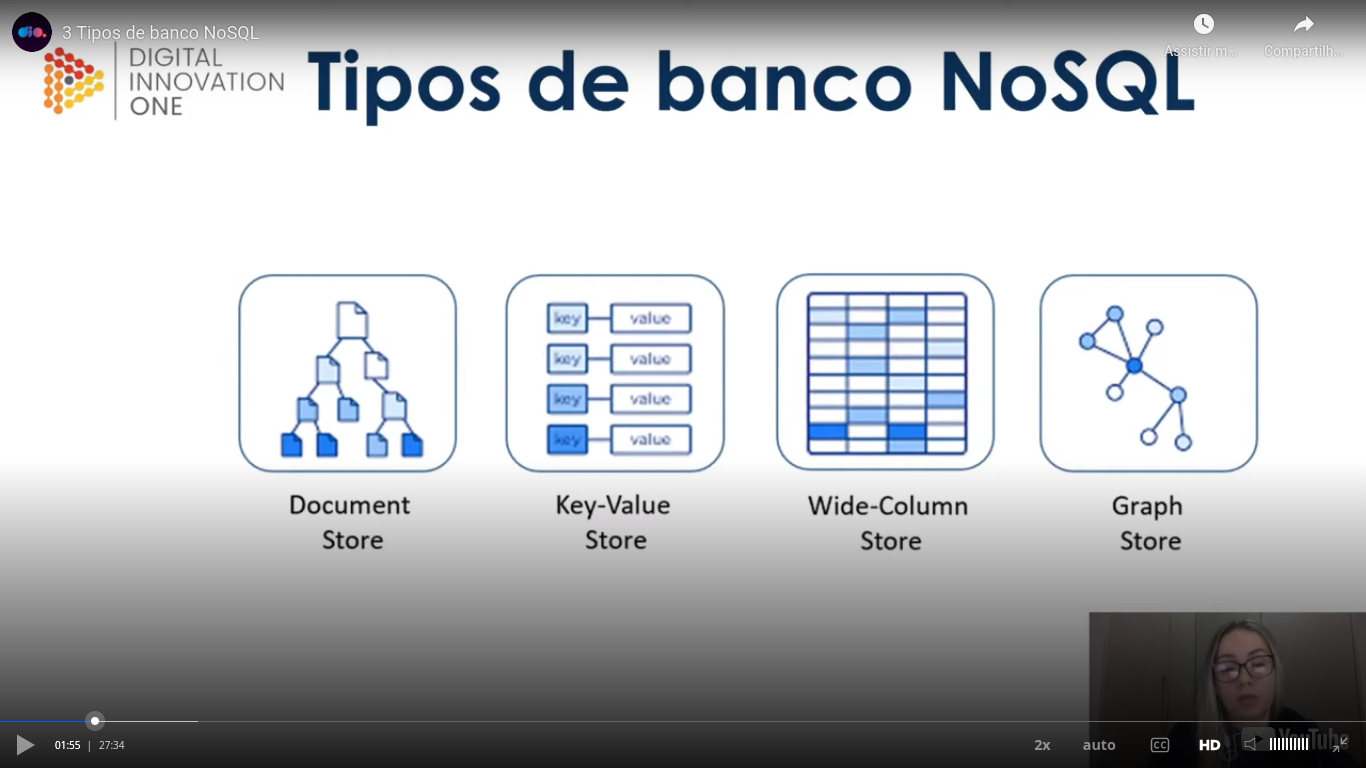 3 Tipos de banco NoSQL
Assistir m...
Compartilh...
DIGITAL
INNOVATION
ONE
Tipos de banco NoSQL
key value
key value
key value
key value
Document
Store
Key-Value
Store
Wide-Column
Store
Graph
Store
01:55 | 27:34
2x
auto
CC
HD
YouTube